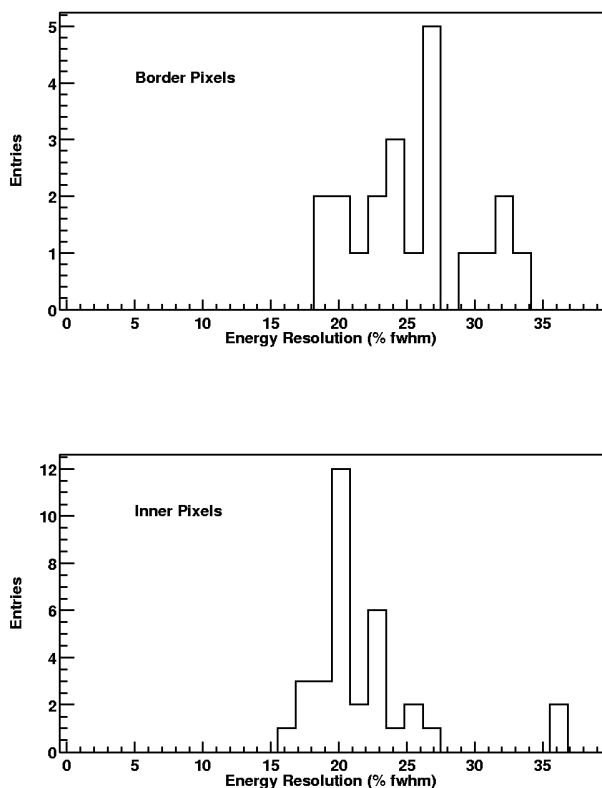 5
4
3
2
1
0
Entries
Border Pixels
0 5 10 15 20 25 30 35
Energy Resolution (% fwhm)
12
10
8
6
4
2
0
Entries
Inner Pixels
0 5 10 15 20 25 30 35
Energy Resolution (% fwhm)